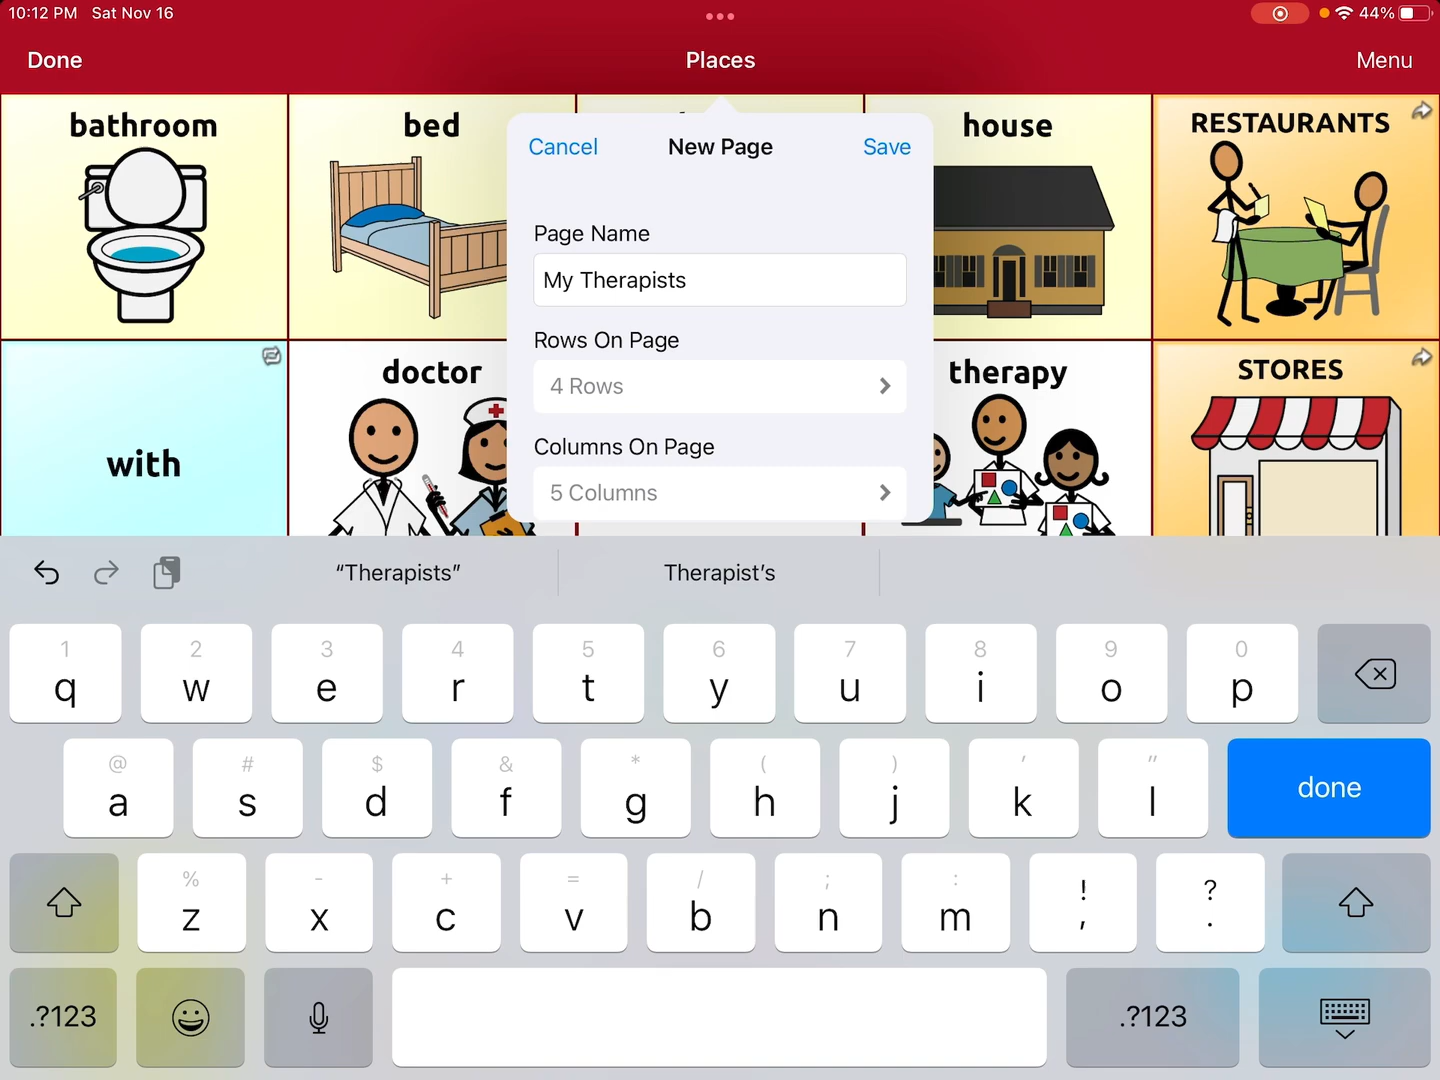 10:12 PM Sat Nov 16
44%
Done
Places
Menu
bathroom
bed
house
RESTAURANTS
Cancel
New Page
Save
Page Name
My Therapists
Rows On Page
4 Rows
Columns On Page
5 Columns
with
doctor
therapy
STORES
“Therapists”
Therapist’s
1 2 3 4 5 6 7 8 9 0
q w e r t y u i o p
@ # $ & * ( ) ' "
a s d f g h j k l
done
% - + = / ; : ! ?
z x c v b n m , .
.?123
.?123